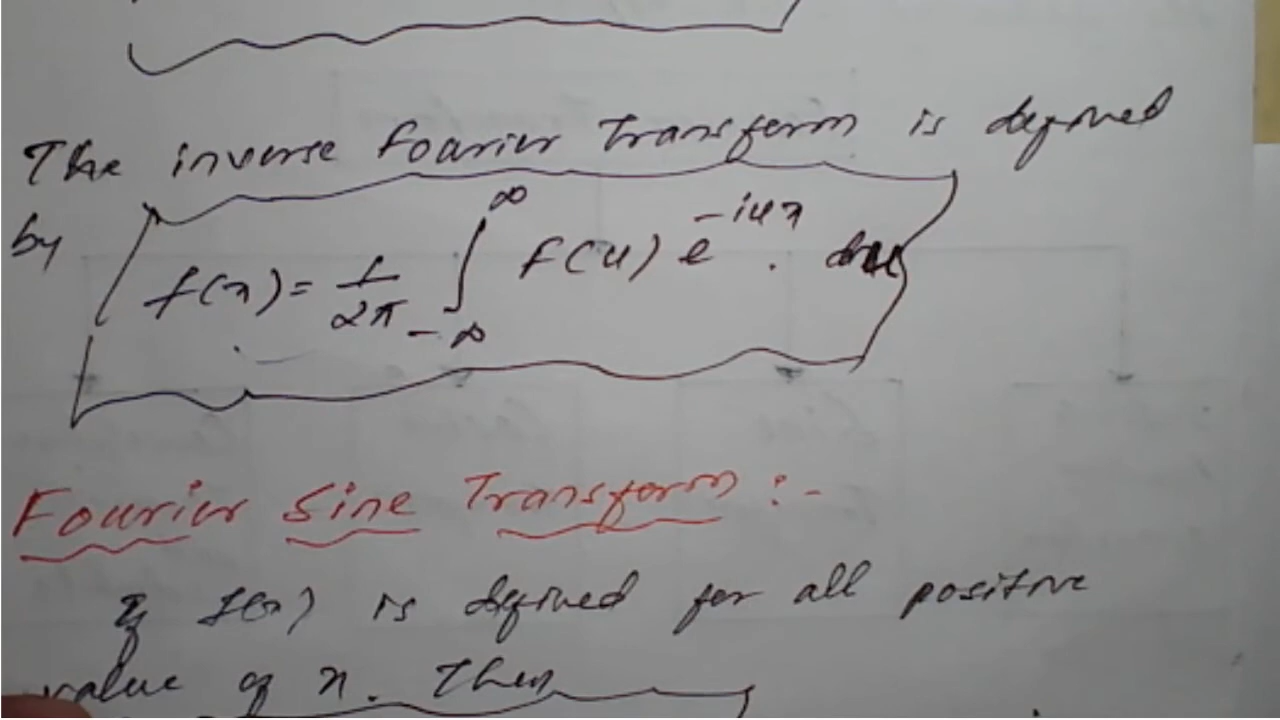 The inverse Fourier Transform is defined
by f(x) = 1/2π ∫_{-∞}^{∞} F(u) e^{-iux} . du
Fourier Sine Transform :-
If f(x) is defined for all positive
value of x. Then